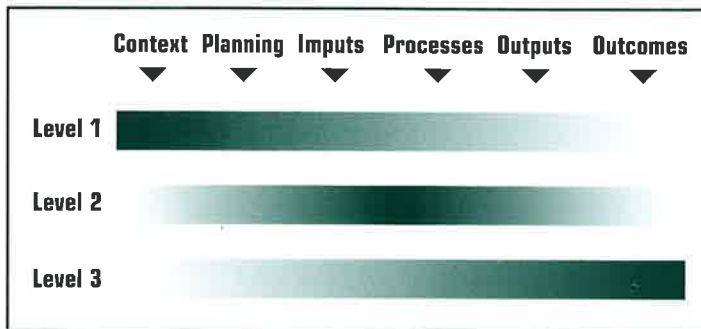 Context Planning Imputs Processes Outputs Outcomes
Level 1
Level 2
Level 3